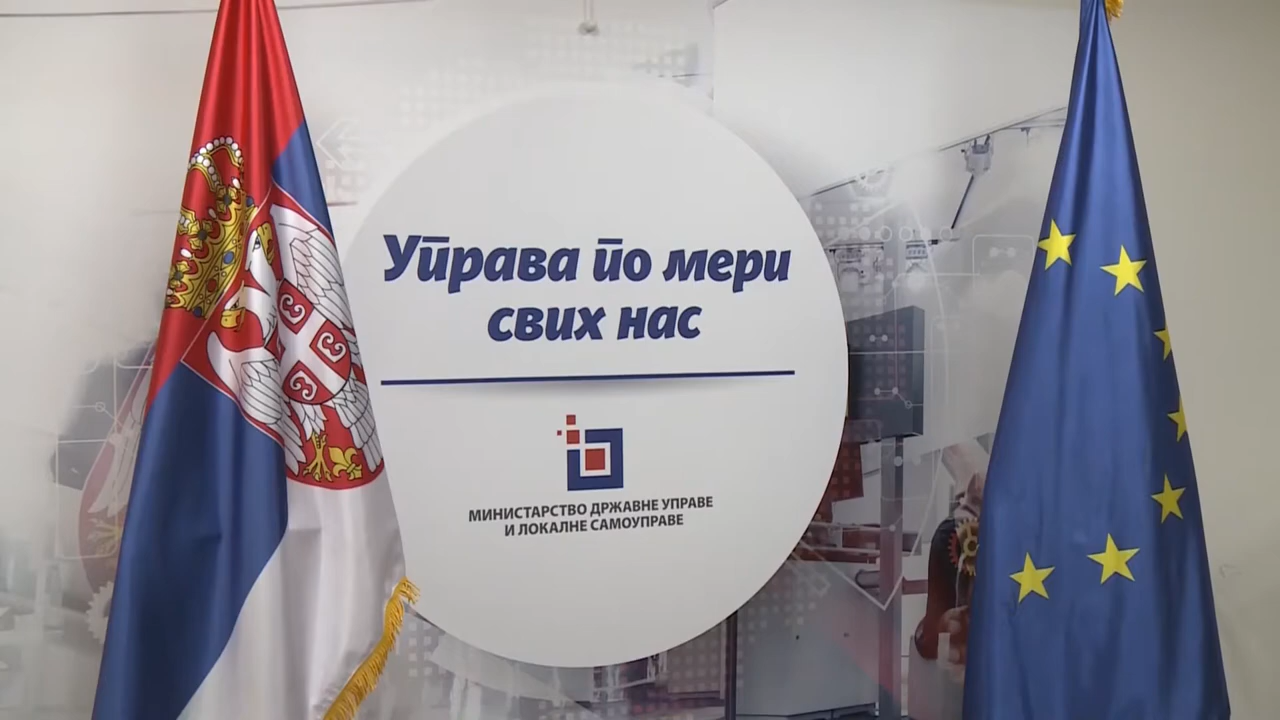 Управа по мери
свих нас
МИНИСТАРСТВО ДРЖАВНЕ УПРАВЕ
И ЛОКАЛНЕ САМОУПРАВЕ